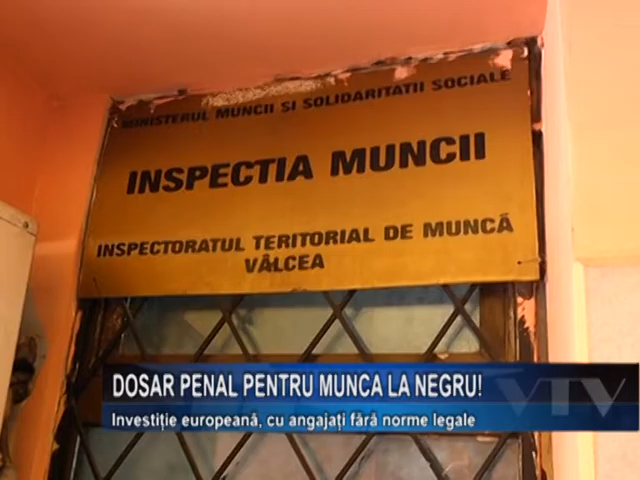 MINISTERUL MUNCII SI SOLIDARITATII SOCIALE
INSPECTIA MUNCII
INSPECTORATUL TERITORIAL DE MUNCĂ
VÂLCEA
DOSAR PENAL PENTRU MUNCA LA NEGRU!
VTV
Investiție europeană, cu angajați fără norme legale